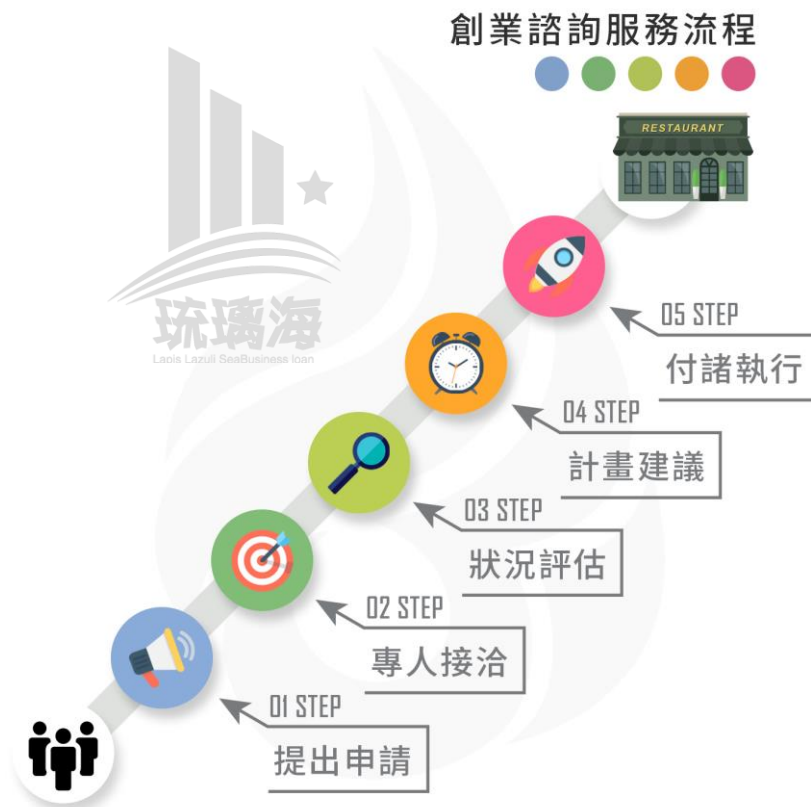 創業諮詢服務流程
RESTAURANT
琉璃海
Lapis Lazuli SeaBusiness loan
05 STEP
付諸執行
04 STEP
計畫建議
03 STEP
狀況評估
02 STEP
專人接洽
01 STEP
提出申請